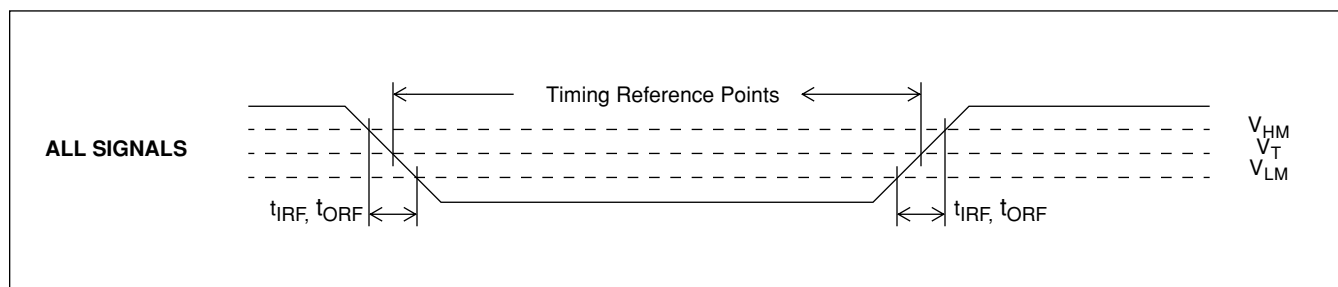 Timing Reference Points
V_HM
ALL SIGNALS
V_T
V_LM
t_IRF, t_ORF
t_IRF, t_ORF